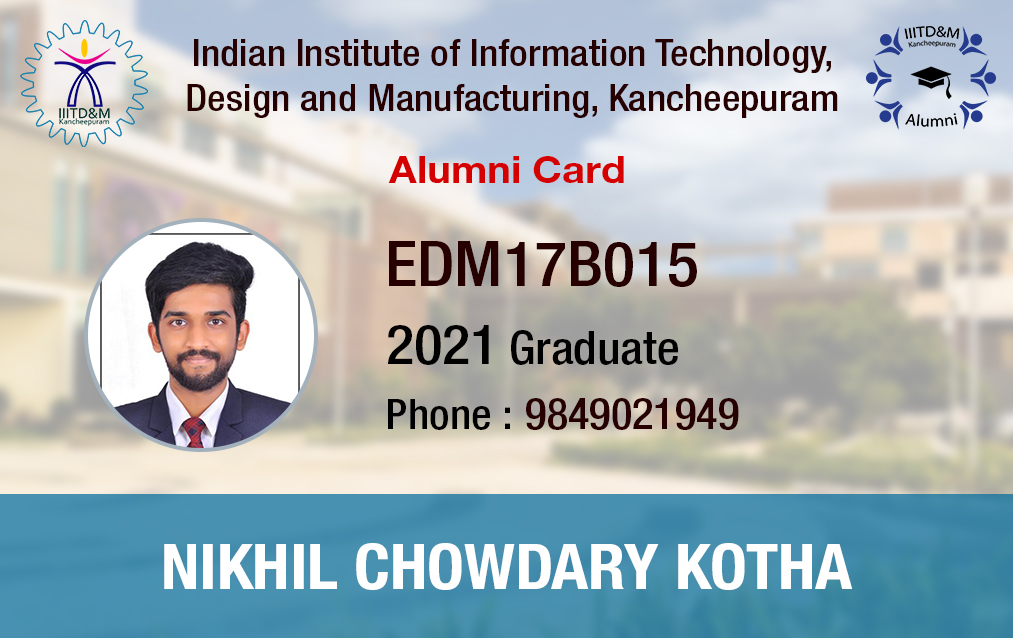 Indian Institute of Information Technology,
Design and Manufacturing, Kancheepuram
IIITD&M
Kancheepuram
IIITD&M
Kancheepuram
Alumni
Alumni Card
EDM17B015
2021 Graduate
Phone : 9849021949
NIKHIL CHOWDARY KOTHA